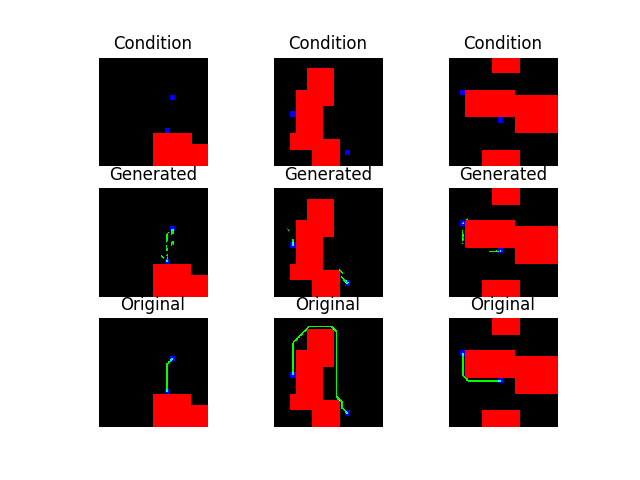 Condition
Condition
Condition
Generated
Generated
Generated
Original
Original
Original